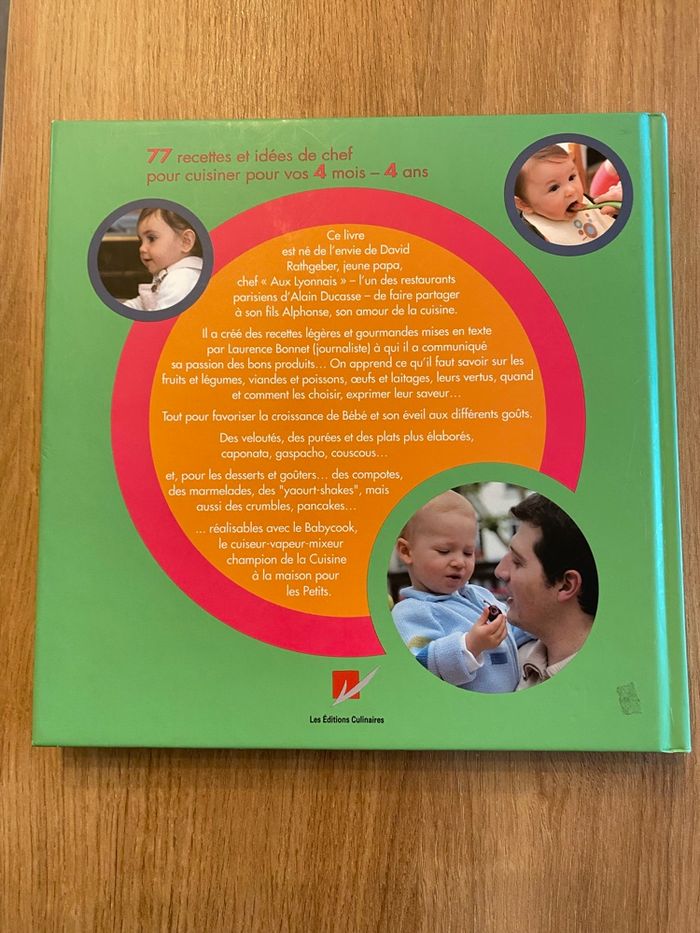 77 recettes et idées de chef
pour cuisiner pour vos 4 mois – 4 ans
Ce livre
est né de l'envie de David
Rathgeber, jeune papa,
chef « Aux Lyonnais » – l'un des restaurants
parisiens d'Alain Ducasse – de faire partager
à son fils Alphonse, son amour de la cuisine.
Il a créé des recettes légères et gourmandes mises en texte
par Laurence Bonnet (journaliste) à qui il a communiqué
sa passion des bons produits... On apprend ce qu'il faut savoir sur les
fruits et légumes, viandes et poissons, œufs et laitages, leurs vertus, quand
et comment les choisir, exprimer leur saveur...
Tout pour favoriser la croissance de Bébé et son éveil aux différents goûts.
Des veloutés, des purées et des plats plus élaborés,
caponata, gaspacho, couscous...
et, pour les desserts et goûters... des compotes,
des marmelades, des "yaourt-shakes", mais
aussi des crumbles, pancakes...
... réalisables avec le Babycook,
le cuiseur-vapeur-mixeur
champion de la Cuisine
à la maison pour
les Petits.
Les Éditions Culinaires